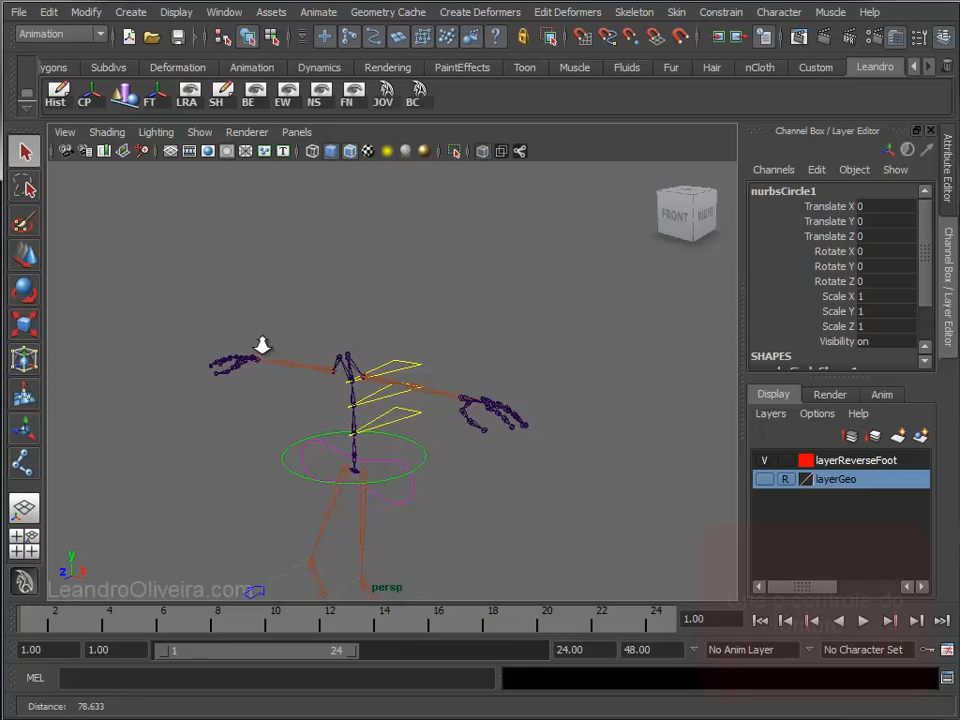 File Edit Modify Create Display Window Assets Animate Geometry Cache Create Deformers Edit Deformers Skeleton Skin Constrain Character Muscle Help
Animation
ygons Subdivs Deformation Animation Dynamics Rendering PaintEffects Toon Muscle Fluids Fur Hair nCloth Custom Leandro
Hist CP FT LRA SH BE EW NS FN JOV BC
View Shading Lighting Show Renderer Panels
Channel Box / Layer Editor
Channels Edit Object Show
nurbsCircle1
Translate X 0
Translate Y 0
Translate Z 0
Rotate X 0
Rotate Y 0
Rotate Z 0
Scale X 1
Scale Y 1
Scale Z 1
Visibility on
SHAPES
Attribute Editor
Channel Box / Layer Editor
FRONT RIGHT
Display Render Anim
Layers Options Help
V layerReverseFoot
R layerGeo
y
z x
LeandroOliveira.com
persp
2 4 6 8 10 12 14 16 18 20 22 24
1.00
1.00 1.00 1 24 24.00 48.00 No Anim Layer No Character Set
MEL
Distance: 78.633